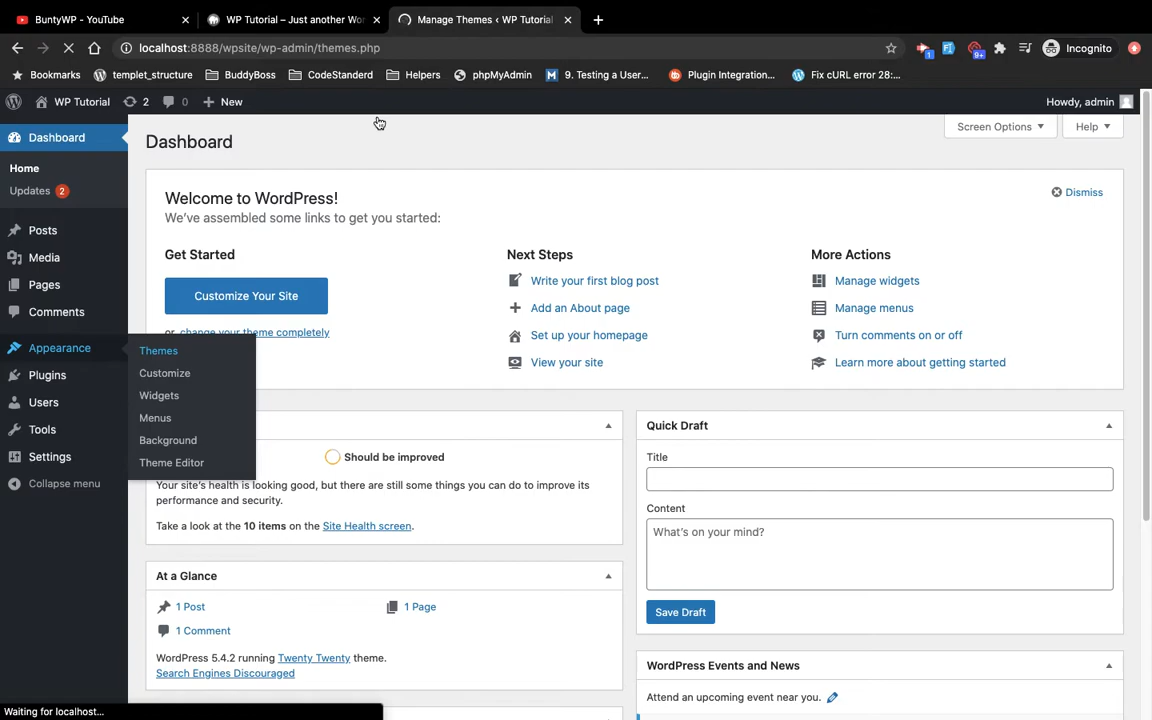 BuntyWP - YouTube
WP Tutorial – Just another Wo
Manage Themes ‹ WP Tutorial
localhost:8888/wpsite/wp-admin/themes.php
1
9+
Incognito
Bookmarks
templet_structure
BuddyBoss
CodeStanderd
Helpers
phpMyAdmin
9. Testing a User...
Plugin Integration...
Fix cURL error 28:...
WP Tutorial
2
0
New
Howdy, admin
Dashboard
Home
Updates 2
Posts
Media
Pages
Comments
Appearance
Plugins
Users
Tools
Settings
Collapse menu
Themes
Customize
Widgets
Menus
Background
Theme Editor
Dashboard
Screen Options
Help
Welcome to WordPress!
We've assembled some links to get you started:
Dismiss
Get Started
Customize Your Site
or, change your theme completely
Next Steps
Write your first blog post
Add an About page
Set up your homepage
View your site
More Actions
Manage widgets
Manage menus
Turn comments on or off
Learn more about getting started
Should be improved
Your site's health is looking good, but there are still some things you can do to improve its
performance and security.
Take a look at the 10 items on the Site Health screen.
At a Glance
1 Post
1 Page
1 Comment
WordPress 5.4.2 running Twenty Twenty theme.
Search Engines Discouraged
Quick Draft
Title
Content
What's on your mind?
Save Draft
WordPress Events and News
Attend an upcoming event near you.
Waiting for localhost...